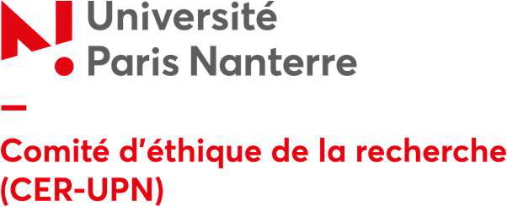 Université
Paris Nanterre
Comité d'éthique de la recherche
(CER-UPN)